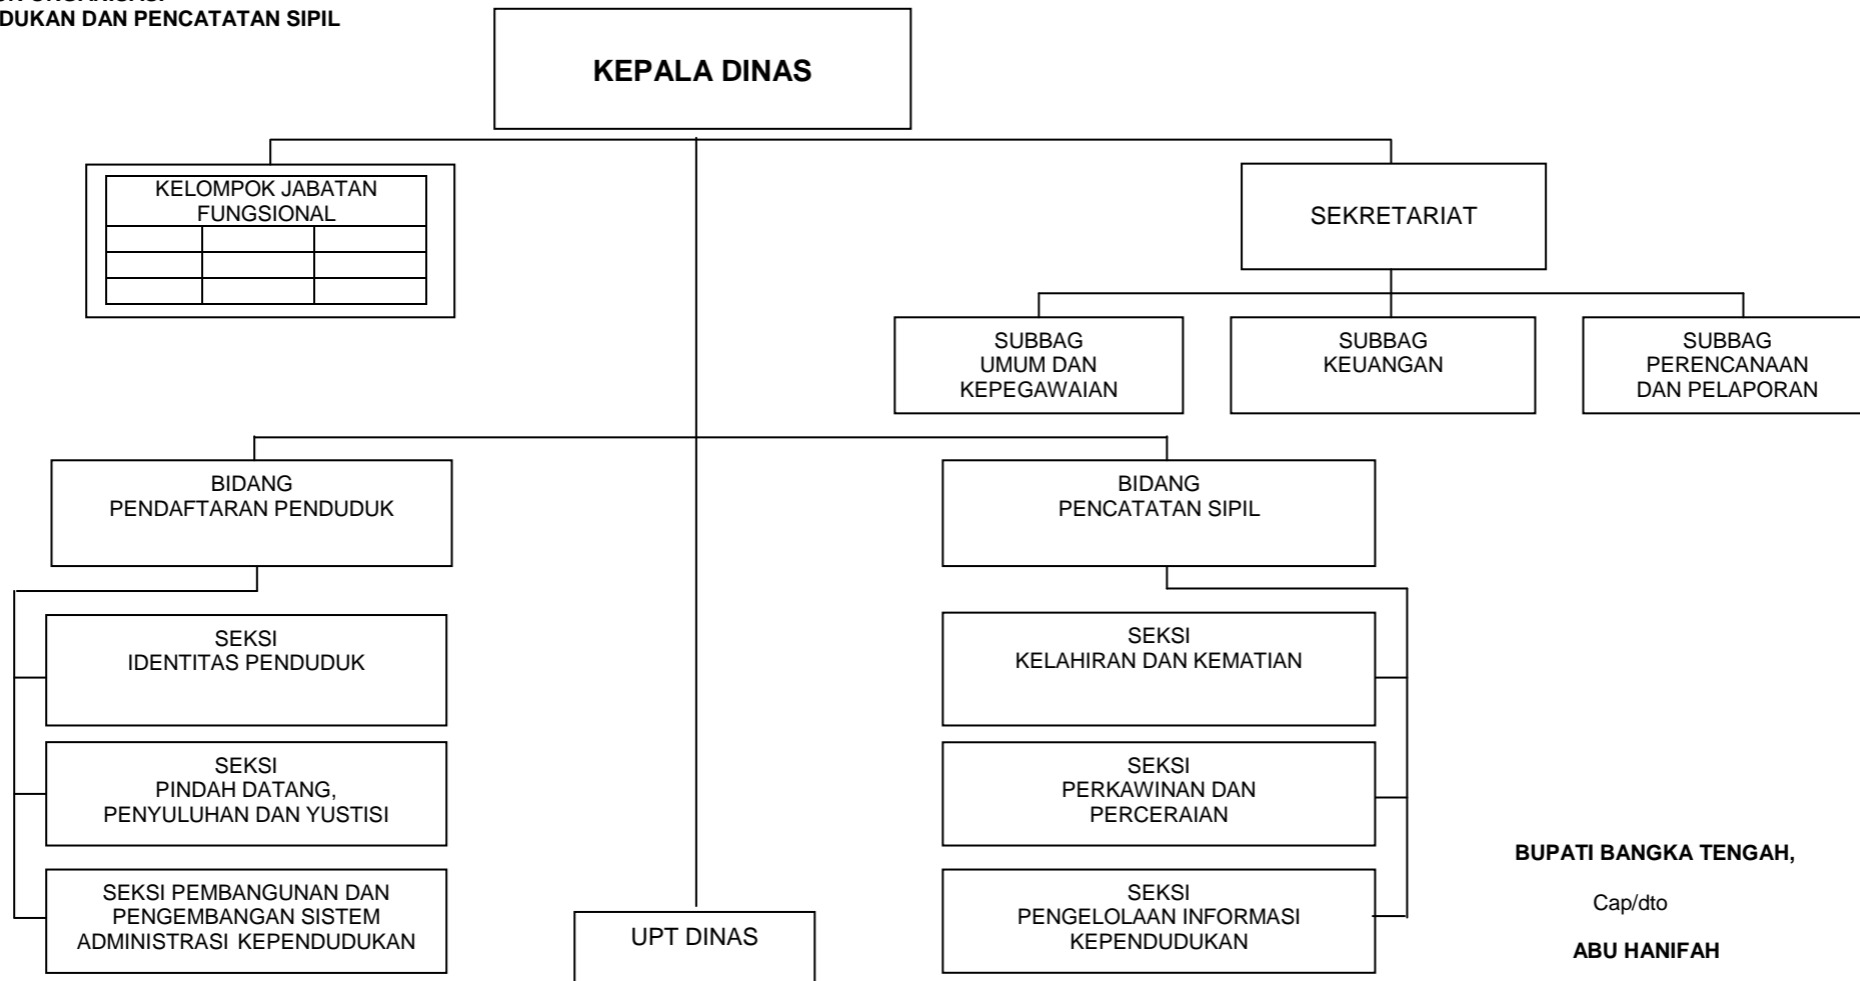 DUKAN DAN PENCATATAN SIPIL
KEPALA DINAS
KELOMPOK JABATAN
FUNGSIONAL
SEKRETARIAT
SUBBAG
UMUM DAN
KEPEGAWAIAN
SUBBAG
KEUANGAN
SUBBAG
PERENCANAAN
DAN PELAPORAN
BIDANG
PENDAFTARAN PENDUDUK
BIDANG
PENCATATAN SIPIL
SEKSI
IDENTITAS PENDUDUK
SEKSI
KELAHIRAN DAN KEMATIAN
SEKSI
PINDAH DATANG,
PENYULUHAN DAN YUSTISI
SEKSI
PERKAWINAN DAN
PERCERAIAN
SEKSI PEMBANGUNAN DAN
PENGEMBANGAN SISTEM
ADMINISTRASI KEPENDUDUKAN
UPT DINAS
SEKSI
PENGELOLAAN INFORMASI
KEPENDUDUKAN
BUPATI BANGKA TENGAH,
Cap/dto
ABU HANIFAH